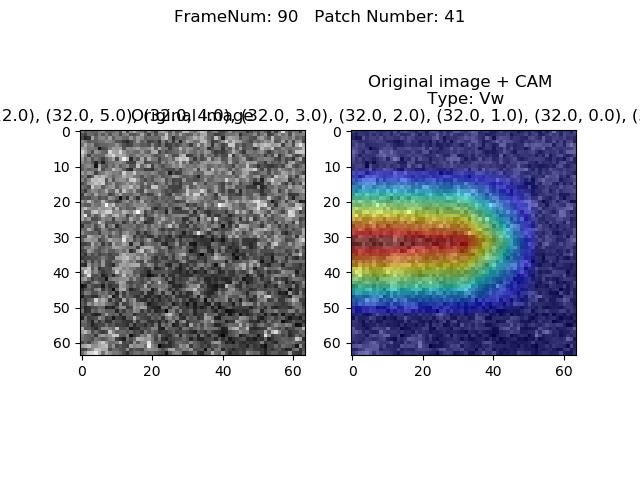 FrameNum: 90 Patch Number: 41
Original image + CAM
Type: Vw
2.0), (32.0, 5.0), (32.0, 4.0), (32.0, 3.0), (32.0, 2.0), (32.0, 1.0), (32.0, 0.0),
Original image
0
10
20
30
40
50
60
0 20 40 60
0
10
20
30
40
50
60
0 20 40 60